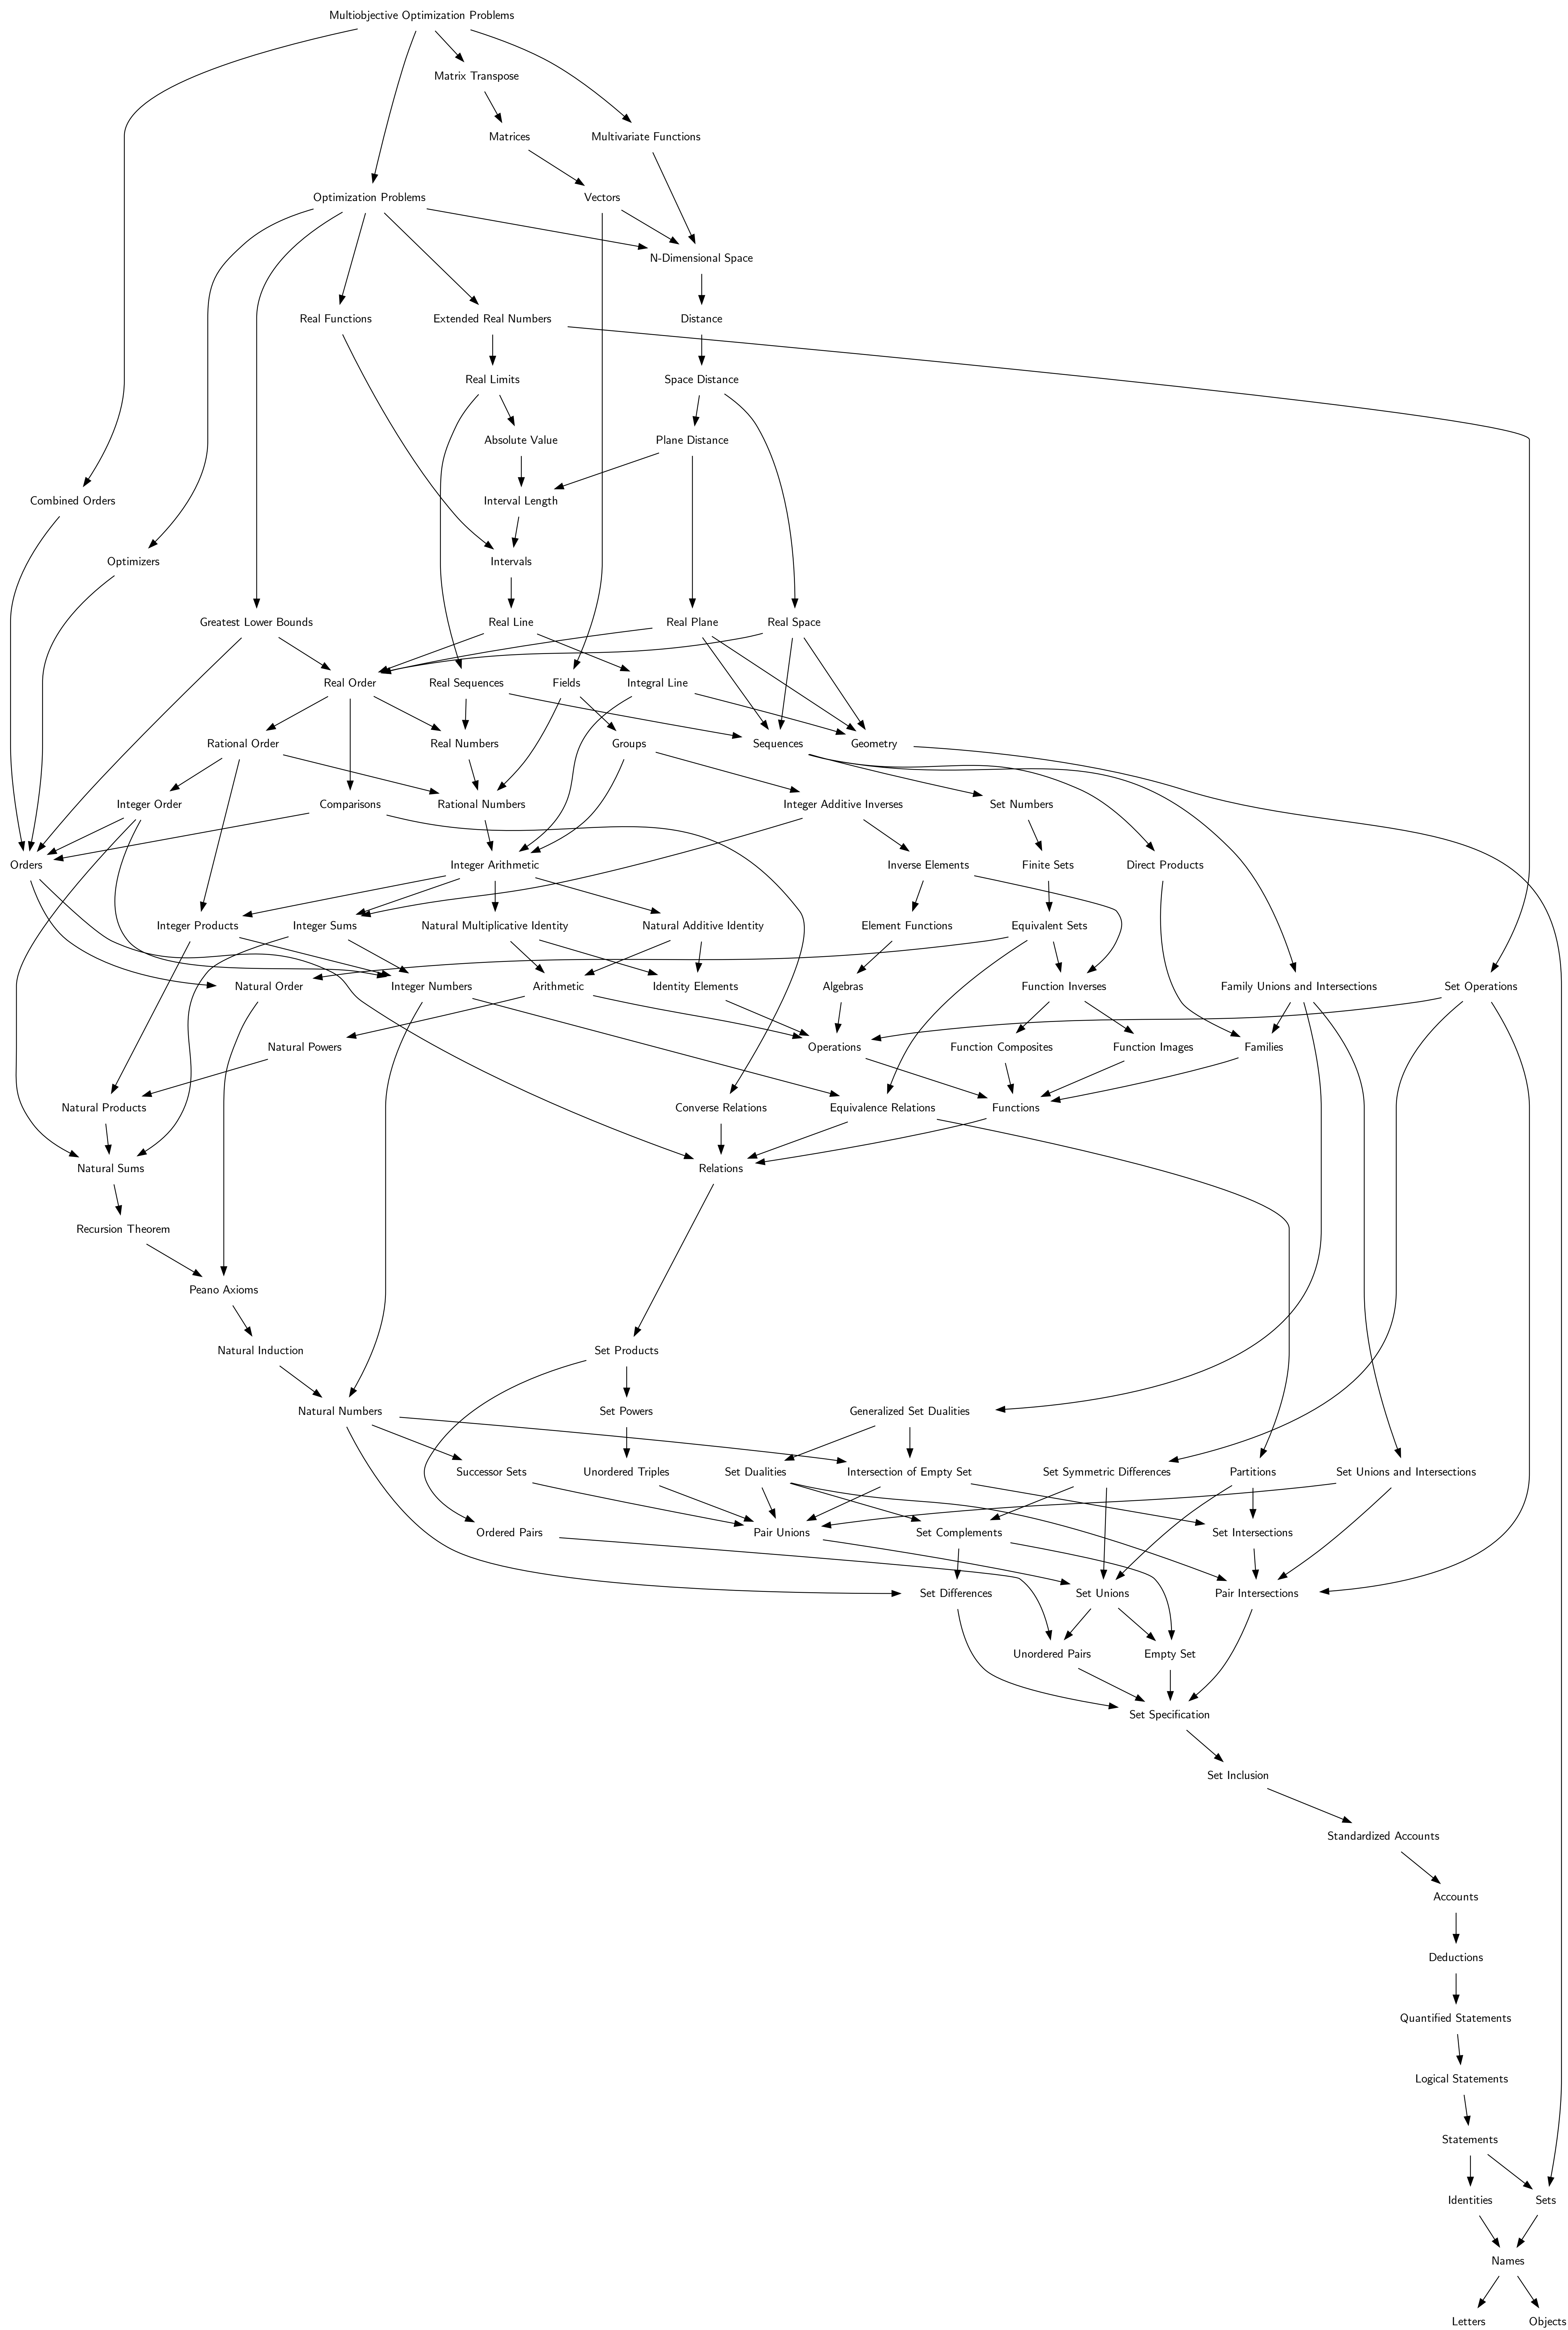 Multiobjective Optimization Problems
Matrix Transpose
Matrices
Multivariate Functions
Optimization Problems
Vectors
N-Dimensional Space
Real Functions
Extended Real Numbers
Distance
Real Limits
Space Distance
Absolute Value
Plane Distance
Combined Orders
Interval Length
Optimizers
Intervals
Greatest Lower Bounds
Real Line
Real Plane
Real Space
Real Order
Real Sequences
Fields
Integral Line
Rational Order
Real Numbers
Groups
Sequences
Geometry
Integer Order
Comparisons
Rational Numbers
Integer Additive Inverses
Set Numbers
Orders
Integer Arithmetic
Inverse Elements
Finite Sets
Direct Products
Integer Products
Integer Sums
Natural Multiplicative Identity
Natural Additive Identity
Element Functions
Equivalent Sets
Natural Order
Integer Numbers
Arithmetic
Identity Elements
Algebras
Function Inverses
Family Unions and Intersections
Set Operations
Natural Powers
Operations
Function Composites
Function Images
Families
Natural Products
Converse Relations
Equivalence Relations
Functions
Natural Sums
Relations
Recursion Theorem
Peano Axioms
Natural Induction
Set Products
Natural Numbers
Set Powers
Generalized Set Dualities
Successor Sets
Unordered Triples
Set Dualities
Intersection of Empty Set
Set Symmetric Differences
Partitions
Set Unions and Intersections
Ordered Pairs
Pair Unions
Set Complements
Set Intersections
Set Differences
Set Unions
Pair Intersections
Unordered Pairs
Empty Set
Set Specification
Set Inclusion
Standardized Accounts
Accounts
Deductions
Quantified Statements
Logical Statements
Statements
Identities
Sets
Names
Letters
Objects